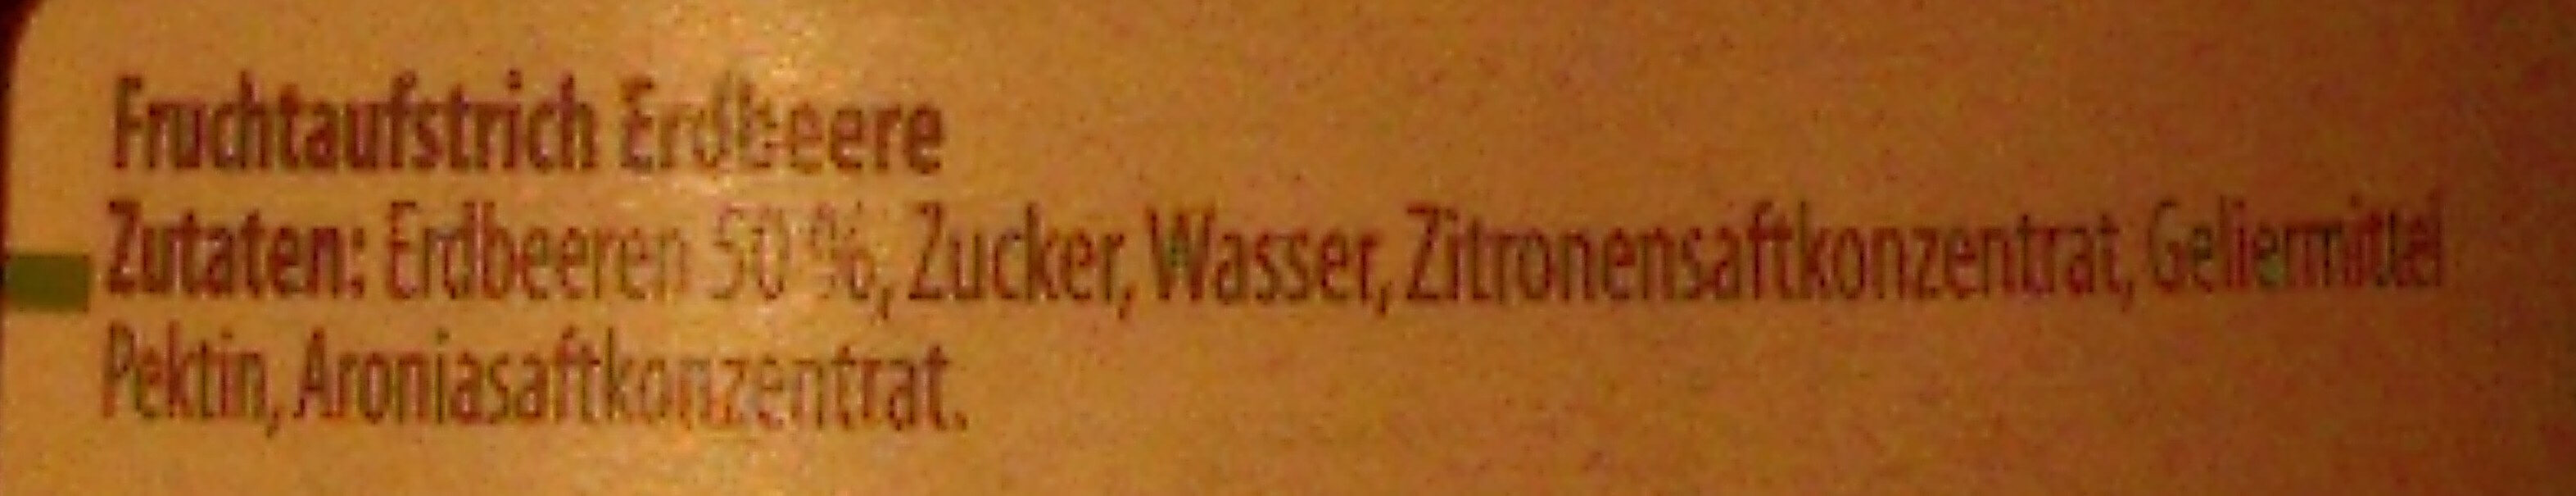 Fruchtaufstrich Erdbeere
Zutaten: Erdbeeren 50 %, Zucker, Wasser, Zitronensaftkonzentrat, Geliermittel
Pektin, Aroniasaftkonzentrat.